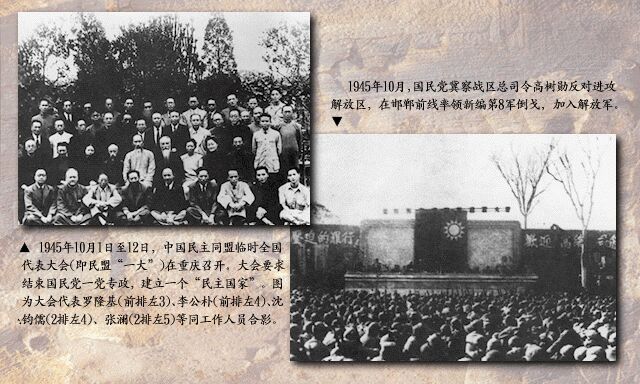 1945年10月,国民党冀察战区总司令高树勋反对进攻
解放区,在邯郸前线率领新编第8军倒戈,加入解放军。
▼
▲ 1945年10月1日至12日,中国民主同盟临时全国
代表大会(即民盟“一大”)在重庆召开。大会要求
结束国民党一党专政,建立一个“民主国家”。图
为大会代表罗隆基(前排左3)、李公朴(前排左4)、沈
钧儒(2排左4)、张澜(2排左5)等同工作人员合影。